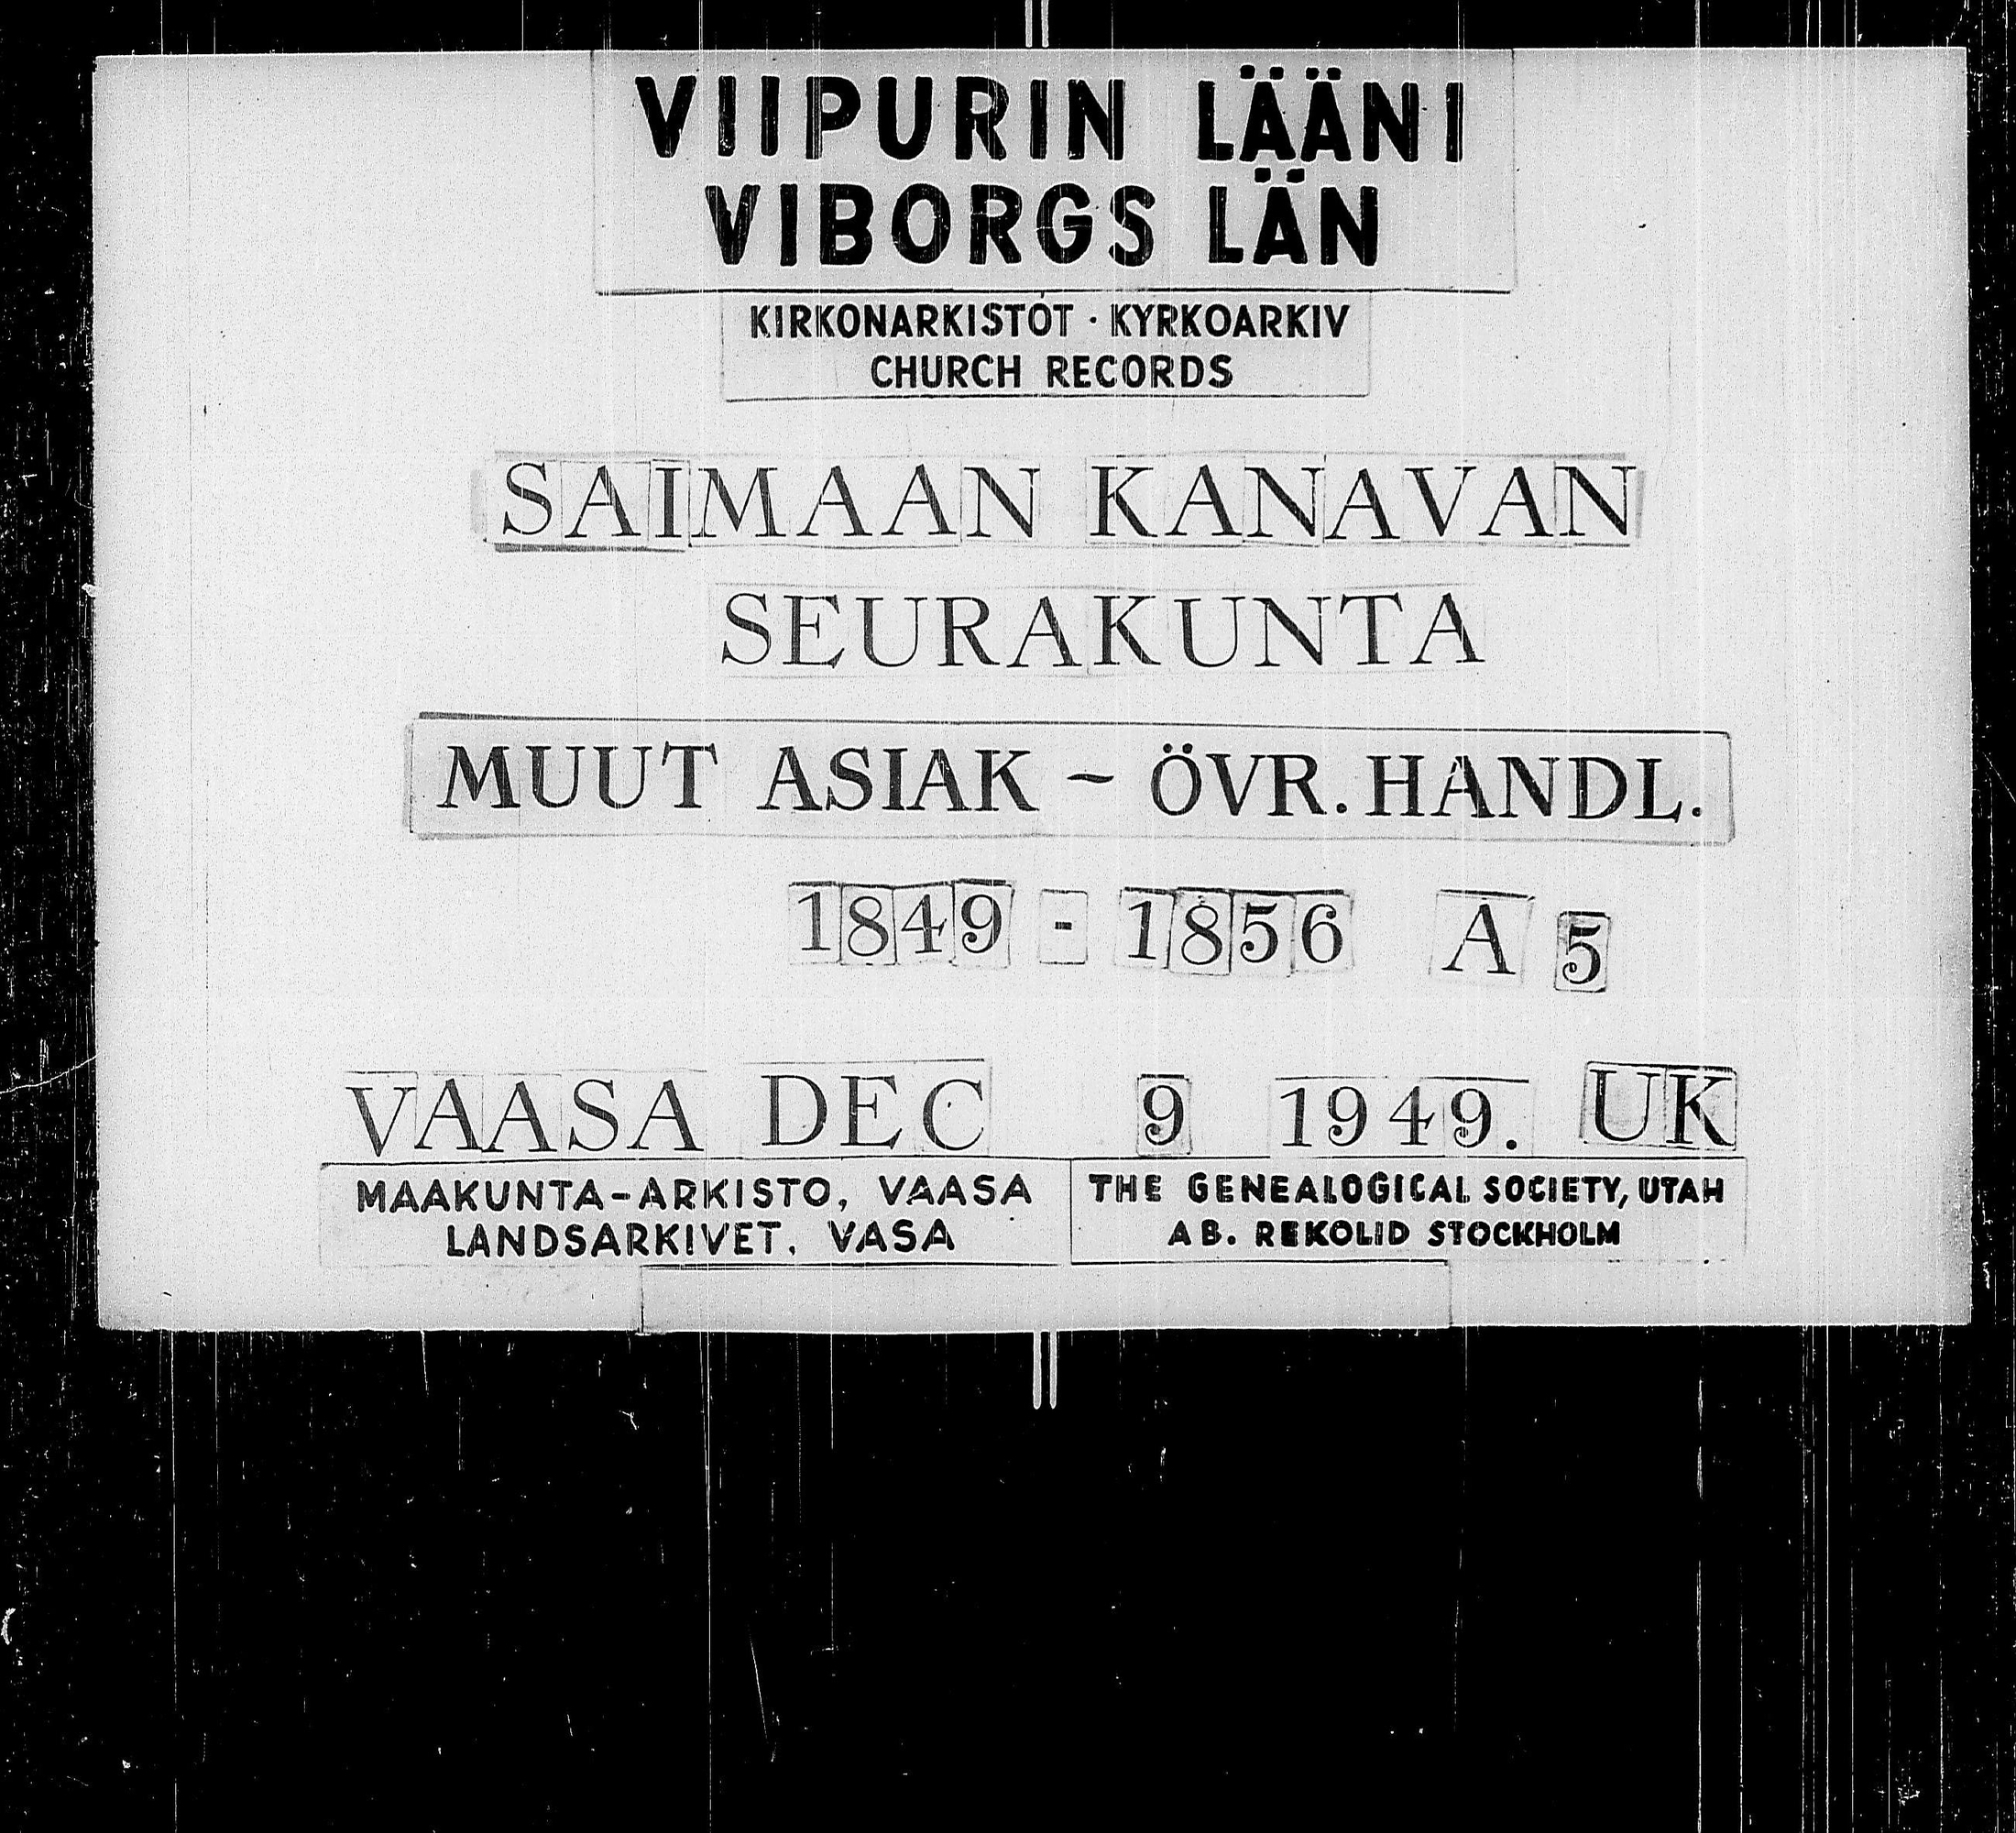 VIIPURIN LÄÄNI
VIBORGS LÄN
KIRKONARKISTOT · KYRKOARKIV
CHURCH RECORDS
SAIMAAN KANAVAN
SEURAKUNTA
MUUT ASIAK ~ ÖVR. HANDL.
1849 - 1856 A 5
VAASA DEC 9 1949. UK
MAAKUNTA-ARKISTO, VAASA
LANDSARKIVET, VASA
THE GENEALOGICAL SOCIETY, UTAH
AB. REKOLID STOCKHOLM